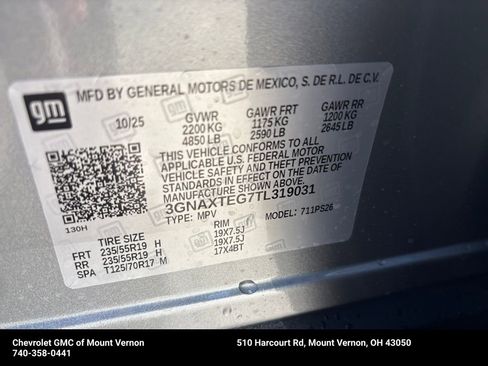 gm
MFD BY GENERAL MOTORS DE MEXICO, S. DE R.L. DE C.V.
10/25 GVWR GAWR FRT GAWR RR
2200 KG 1175 KG 1200 KG
4850 LB 2590 LB 2645 LB
THIS VEHICLE CONFORMS TO ALL
APPLICABLE U.S. FEDERAL MOTOR
VEHICLE SAFETY AND THEFT PREVENTION
STANDARDS IN EFFECT ON THE DATE OF
MANUFACTURE SHOWN ABOVE.
3GNAXTEG7TL319031
130H
TYPE: MPV MODEL: 711PS26
TIRE SIZE RIM
FRT 235/55R19 H 19X7.5J
RR 235/55R19 H 19X7.5J
SPA T125/70R17 M 17X4BT
Chevrolet GMC of Mount Vernon 510 Harcourt Rd, Mount Vernon, OH 43050
740-358-0441